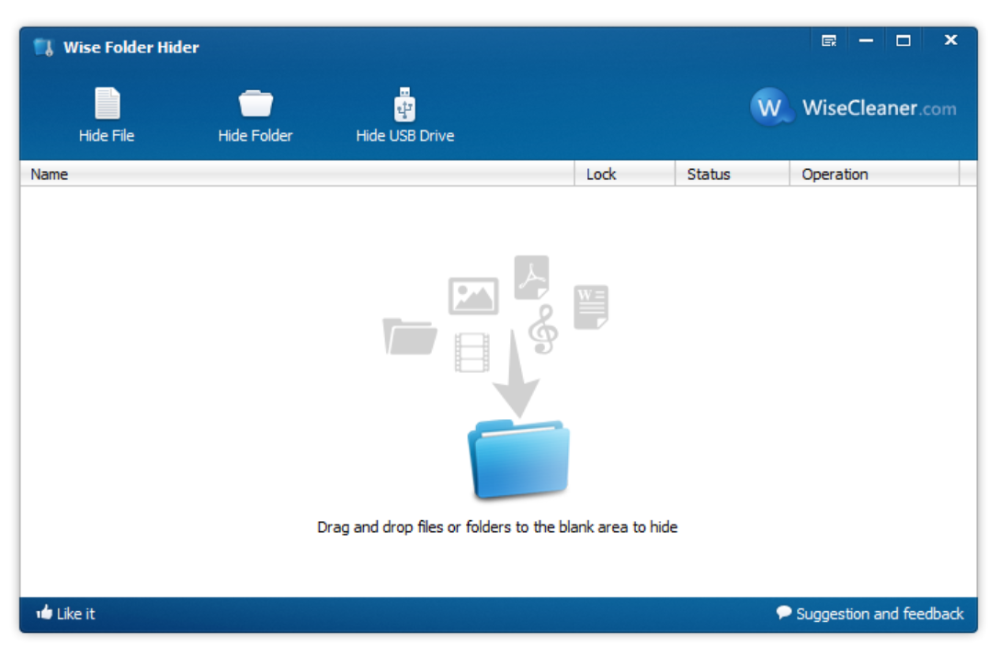 Wise Folder Hider
Hide File
Hide Folder
Hide USB Drive
W WiseCleaner.com
Name Lock Status Operation
W
Drag and drop files or folders to the blank area to hide
Like it
Suggestion and feedback